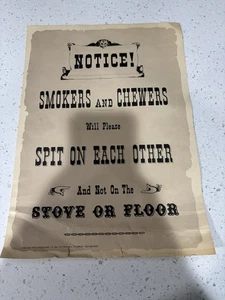 NOTICE!
SMOKERS AND CHEWERS
Will Please
SPIT ON EACH OTHER
And Not On The
STOVE OR FLOOR